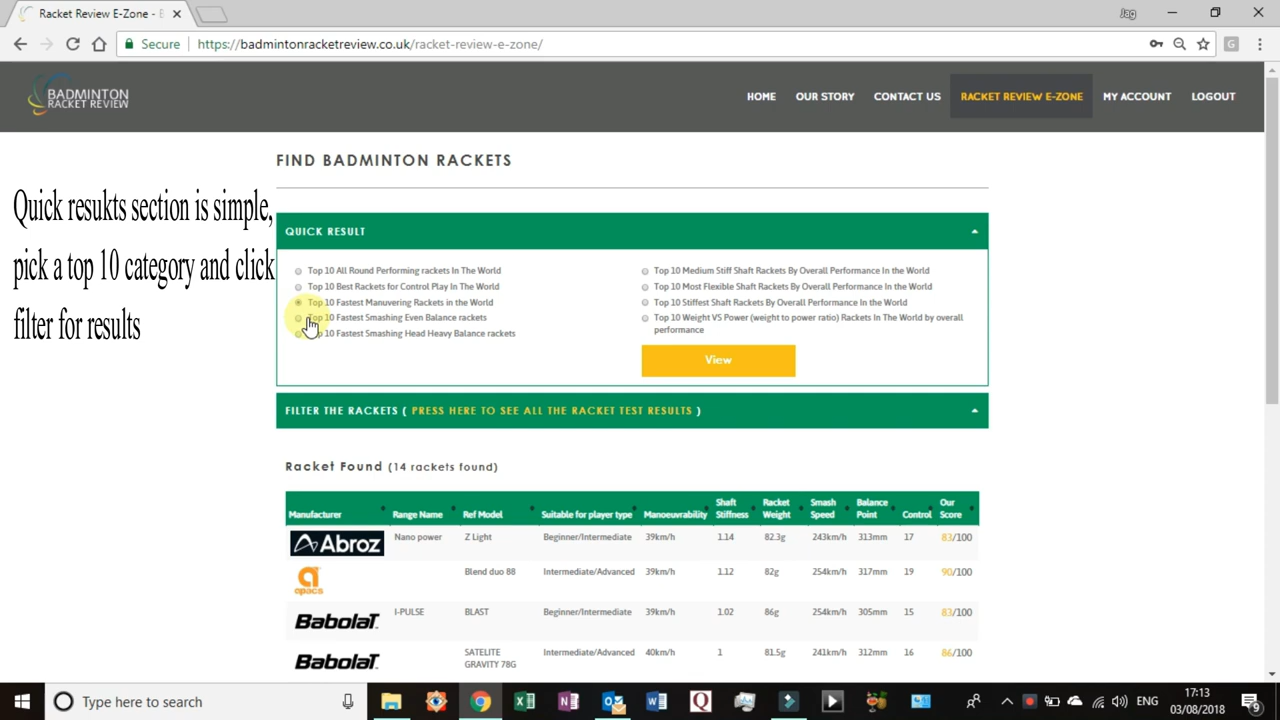 Racket Review E-Zone - B
Jag
Secure
https://badmintonracketreview.co.uk/racket-review-e-zone/
G
BADMINTON
RACKET REVIEW
HOME
OUR STORY
CONTACT US
RACKET REVIEW E-ZONE
MY ACCOUNT
LOGOUT
FIND BADMINTON RACKETS
Quick resukts section is simple,
pick a top 10 category and click
filter for results
QUICK RESULT
Top 10 All Round Performing rackets In The World
Top 10 Best Rackets for Control Play In The World
Top 10 Fastest Manuvering Rackets in the World
Top 10 Fastest Smashing Even Balance rackets
Top 10 Fastest Smashing Head Heavy Balance rackets
Top 10 Medium Stiff Shaft Rackets By Overall Performance In the World
Top 10 Most Flexible Shaft Rackets By Overall Performance In the World
Top 10 Stiffest Shaft Rackets By Overall Performance In the World
Top 10 Weight VS Power (weight to power ratio) Rackets In The World by overall
performance
View
FILTER THE RACKETS ( PRESS HERE TO SEE ALL THE RACKET TEST RESULTS )
Racket Found (14 rackets found)
Manufacturer Range Name Ref Model Suitable for player type Manoeuvrability Shaft Stiffness Racket Weight Smash Speed Balance Point Control Our Score
Abroz Nano power Z Light Beginner/Intermediate 39km/h 1.14 82.3g 243km/h 313mm 17 83/100
apacs Blend duo 88 Intermediate/Advanced 39km/h 1.12 82g 254km/h 317mm 19 90/100
BabolaT I-PULSE BLAST Beginner/Intermediate 39km/h 1.02 86g 254km/h 305mm 15 83/100
BabolaT SATELITE GRAVITY 78G Intermediate/Advanced 40km/h 1 81.5g 241km/h 312mm 16 86/100
Type here to search
ENG
17:13
03/08/2018
9